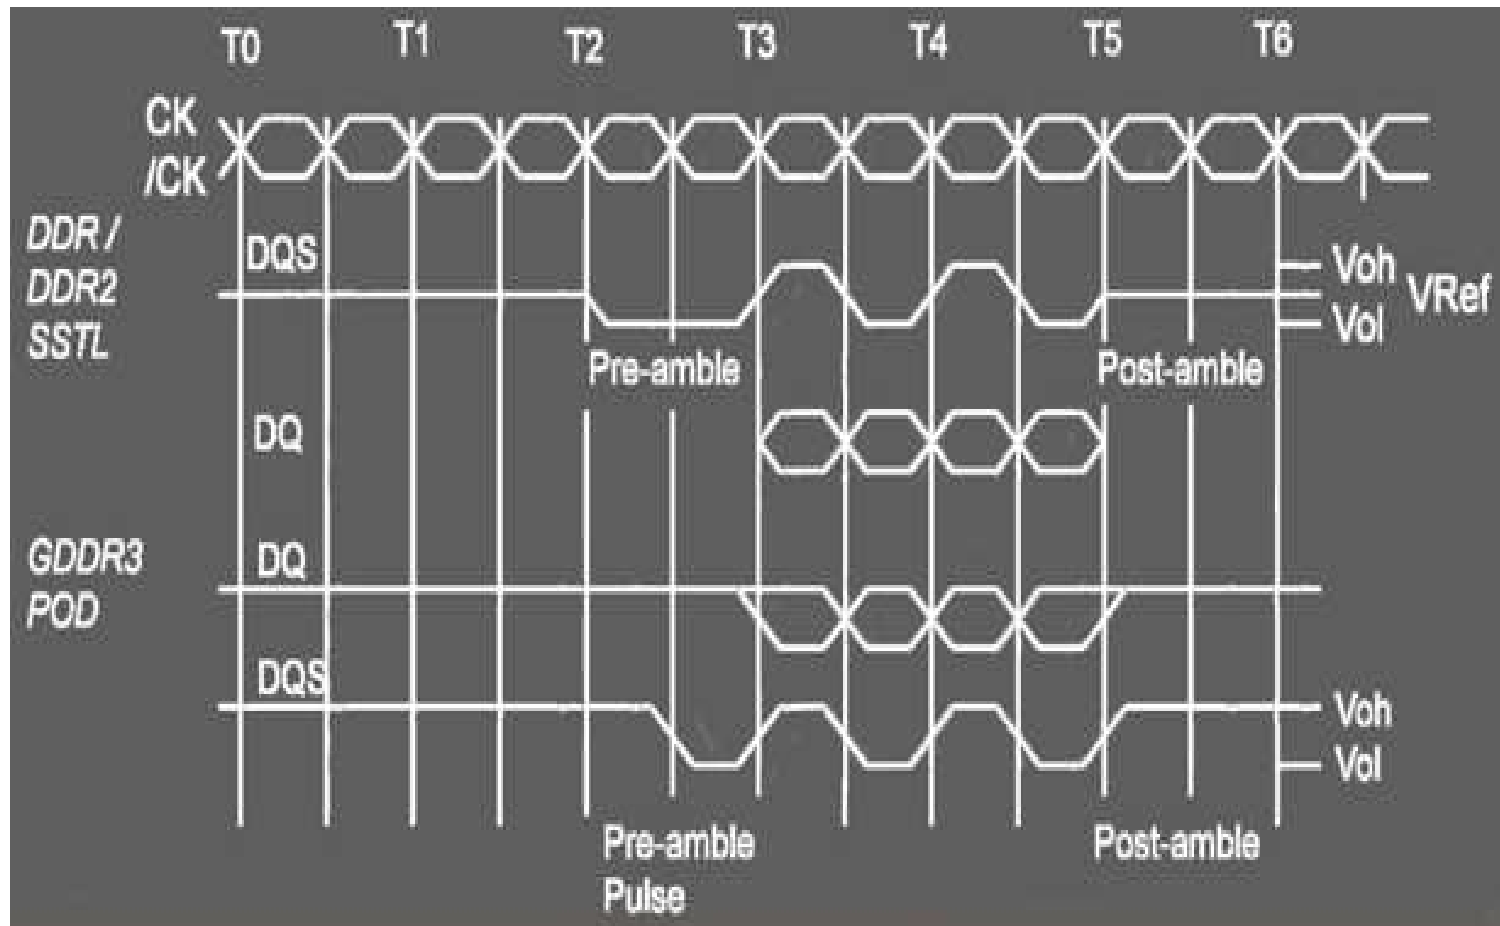 T0 T1 T2 T3 T4 T5 T6
CK
/CK
DDR /
DDR2
SSTL
DQS
Voh
VRef
Vol
Pre-amble
Post-amble
DQ
GDDR3
POD
DQ
DQS
Voh
Vol
Pre-amble
Pulse
Post-amble